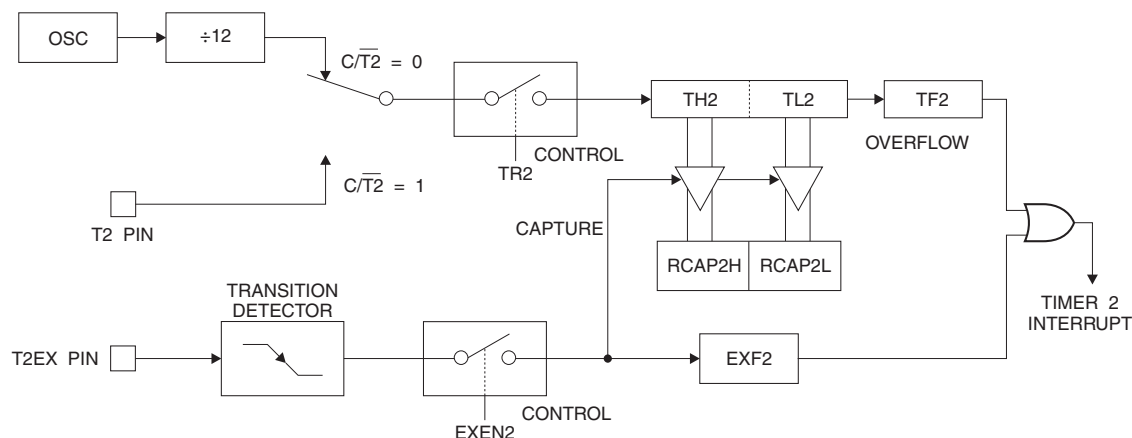 OSC
÷12
C/T2 = 0
TH2
TL2
TF2
OVERFLOW
CONTROL
TR2
C/T2 = 1
T2 PIN
CAPTURE
RCAP2H
RCAP2L
TRANSITION
DETECTOR
TIMER 2
INTERRUPT
T2EX PIN
EXF2
CONTROL
EXEN2